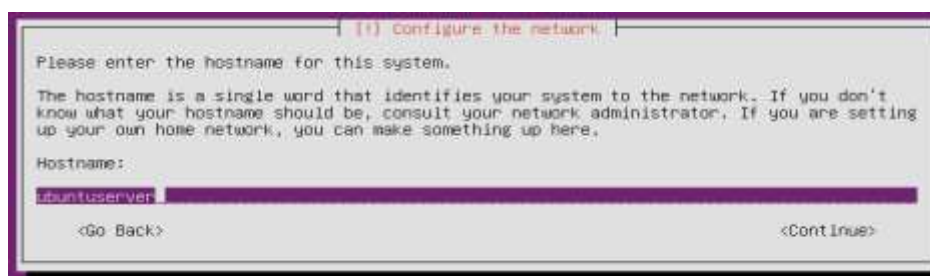 [!] Configure the network
Please enter the hostname for this system.
The hostname is a single word that identifies your system to the network. If you don't
know what your hostname should be, consult your network administrator. If you are setting
up your own home network, you can make something up here.
Hostname:
ubuntuserver
<Go Back> <Continue>